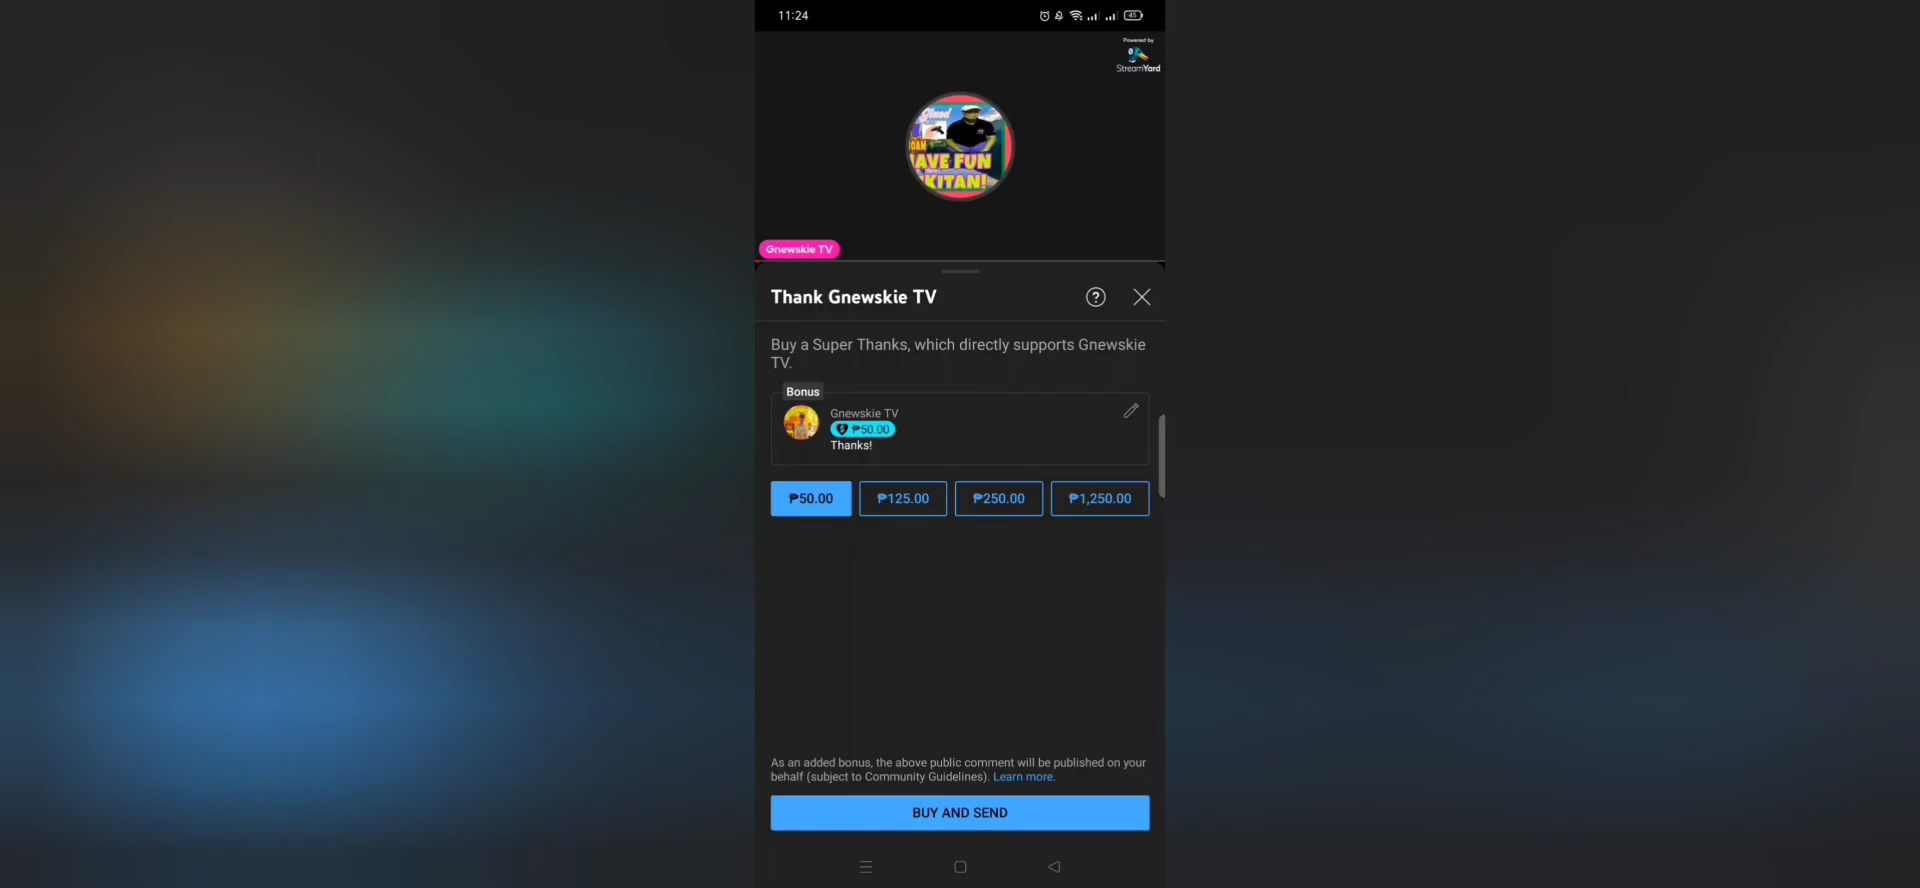 11:24
45
Powered by
StreamYard
OAM
AVE FUN
KITAN!
Gnewskie TV
Thank Gnewskie TV
Buy a Super Thanks, which directly supports Gnewskie
TV.
Bonus
Gnewskie TV
₱50.00
Thanks!
₱50.00
₱125.00
₱250.00
₱1,250.00
As an added bonus, the above public comment will be published on your
behalf (subject to Community Guidelines). Learn more.
BUY AND SEND